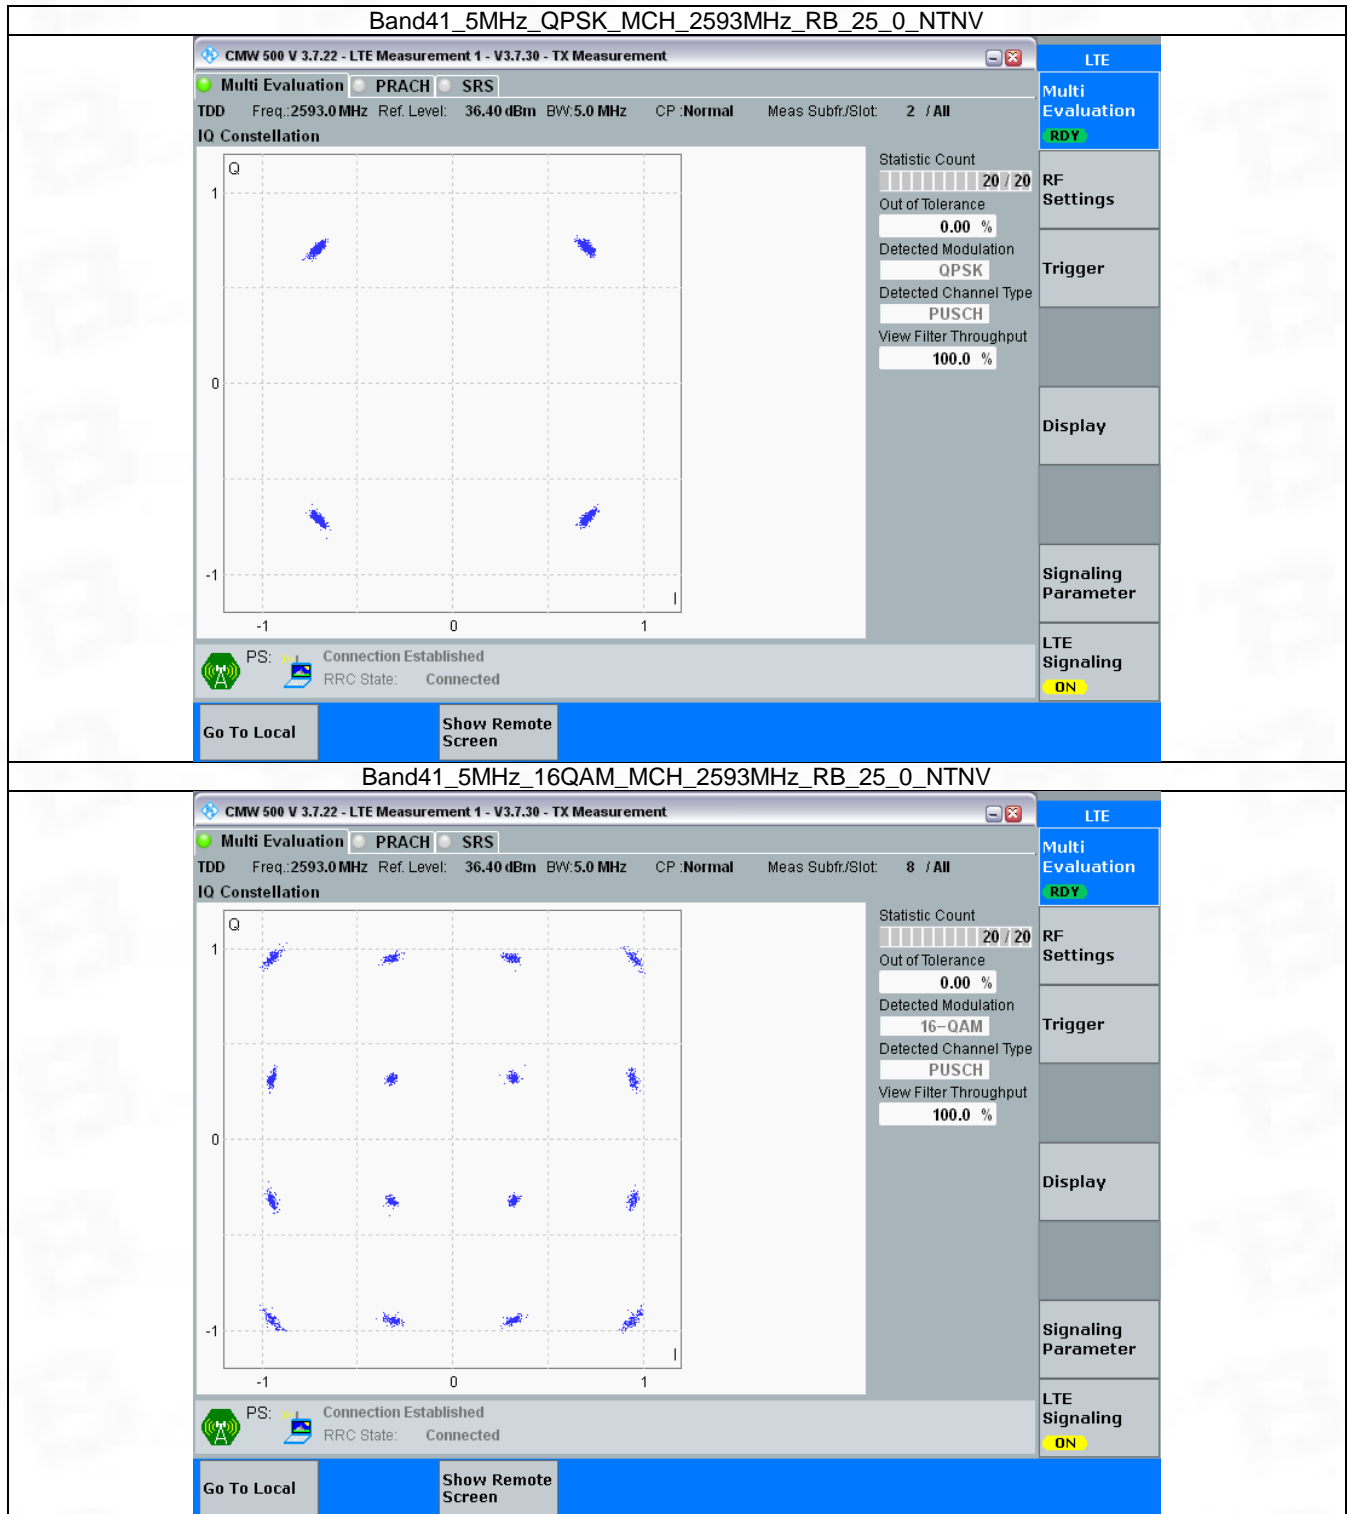 Band41_5MHz_QPSK_MCH_2593MHz_RB_25_0_NTNV
CMW 500 V 3.7.22 - LTE Measurement 1 - V3.7.30 - TX Measurement
LTE
Multi Evaluation PRACH SRS
Multi
Evaluation
RDY
TDD Freq.:2593.0 MHz Ref. Level: 36.40 dBm BW:5.0 MHz CP :Normal Meas Subfr./Slot: 2 / All
IQ Constellation
Q
1
0
-1
I
-1 0 1
Statistic Count
20 / 20
Out of Tolerance
0.00 %
Detected Modulation
QPSK
Detected Channel Type
PUSCH
View Filter Throughput
100.0 %
RF
Settings
Trigger
Display
Signaling
Parameter
LTE
Signaling
ON
PS: Connection Established
RRC State: Connected
Go To Local
Show Remote
Screen
Band41_5MHz_16QAM_MCH_2593MHz_RB_25_0_NTNV
CMW 500 V 3.7.22 - LTE Measurement 1 - V3.7.30 - TX Measurement
LTE
Multi Evaluation PRACH SRS
Multi
Evaluation
RDY
TDD Freq.:2593.0 MHz Ref. Level: 36.40 dBm BW:5.0 MHz CP :Normal Meas Subfr./Slot: 8 / All
IQ Constellation
Q
1
0
-1
I
-1 0 1
Statistic Count
20 / 20
Out of Tolerance
0.00 %
Detected Modulation
16-QAM
Detected Channel Type
PUSCH
View Filter Throughput
100.0 %
RF
Settings
Trigger
Display
Signaling
Parameter
LTE
Signaling
ON
PS: Connection Established
RRC State: Connected
Go To Local
Show Remote
Screen